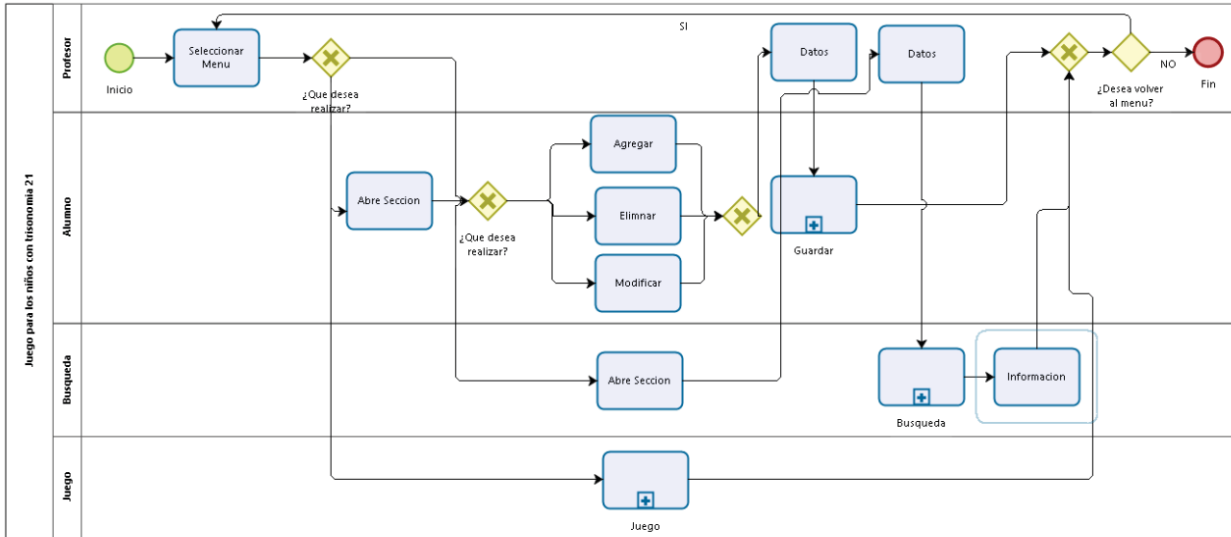 Juego para los niños con trisonomia 21
Profesor
Inicio
Seleccionar
Menu
¿Que desea
realizar?
SI
Datos
Datos
¿Desea volver
al menu?
NO
Fin
Alumno
Abre Seccion
¿Que desea
realizar?
Agregar
Elimnar
Modificar
Guardar
Busqueda
Abre Seccion
Busqueda
Informacion
Juego
Juego